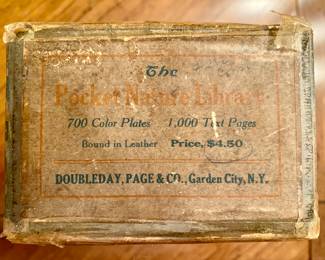 The
Pocket Nature Library
700 Color Plates 1,000 Text Pages
Bound in Leather Price, $4.50
DOUBLEDAY, PAGE & CO., Garden City, N.Y.